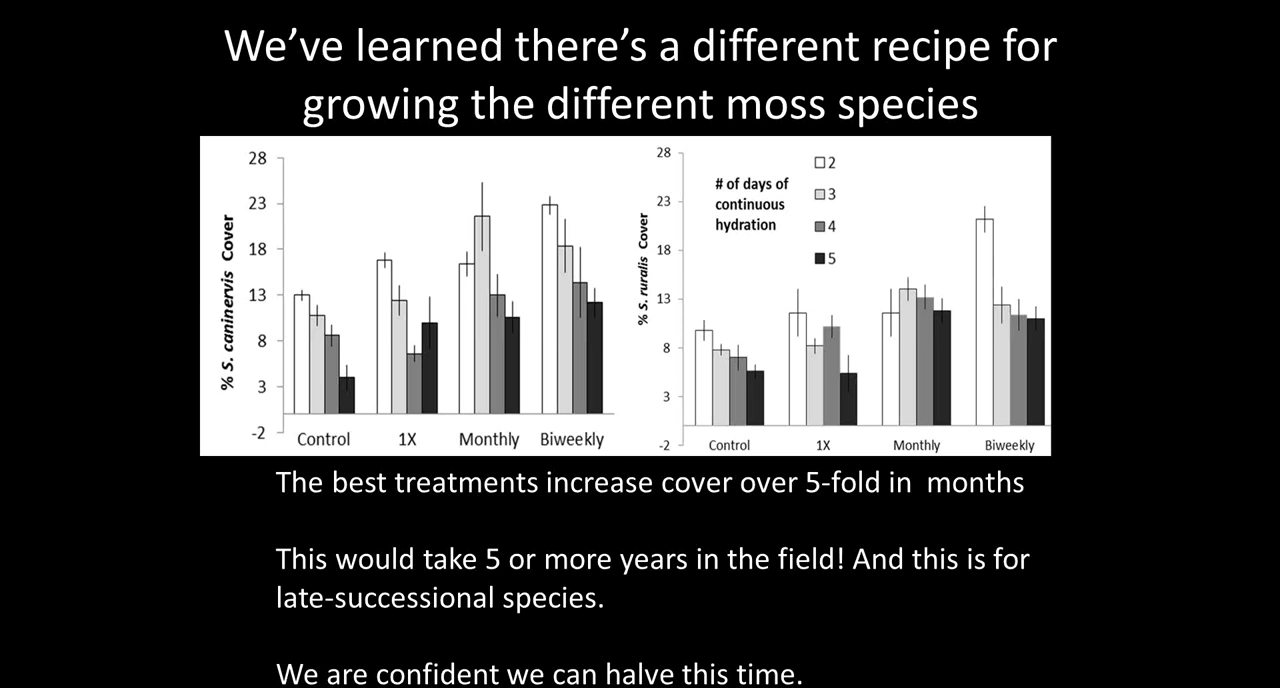 We’ve learned there’s a different recipe for
growing the different moss species
% S. caninervis Cover
28
23
18
13
8
3
-2
Control
1X
Monthly
Biweekly
% S. ruralis Cover
28
23
18
13
8
3
-2
# of days of
continuous
hydration
2
3
4
5
Control
1X
Monthly
Biweekly
The best treatments increase cover over 5-fold in  months
This would take 5 or more years in the field! And this is for
late-successional species.
We are confident we can halve this time.